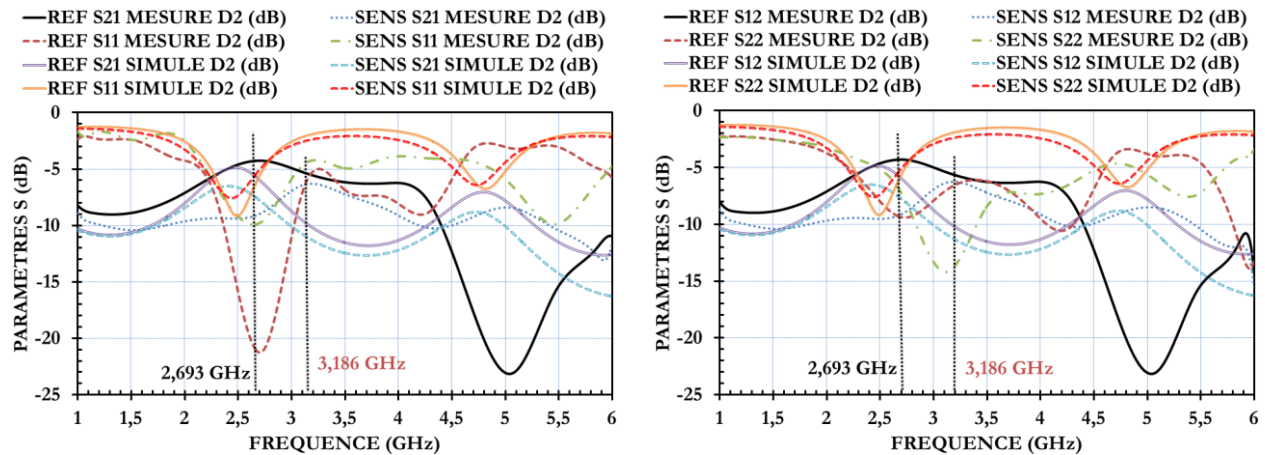 REF S21 MESURE D2 (dB) SENS S21 MESURE D2 (dB)
REF S11 MESURE D2 (dB) SENS S11 MESURE D2 (dB)
REF S21 SIMULE D2 (dB) SENS S21 SIMULE D2 (dB)
REF S11 SIMULE D2 (dB) SENS S11 SIMULE D2 (dB)
0
-5
-10
-15
-20
-25
PARAMETRES S (dB)
2,693 GHz
3,186 GHz
1 1,5 2 2,5 3 3,5 4 4,5 5 5,5 6
FREQUENCE (GHz)
REF S12 MESURE D2 (dB) SENS S12 MESURE D2 (dB)
REF S22 MESURE D2 (dB) SENS S22 MESURE D2 (dB)
REF S12 SIMULE D2 (dB) SENS S12 SIMULE D2 (dB)
REF S22 SIMULE D2 (dB) SENS S22 SIMULE D2 (dB)
0
-5
-10
-15
-20
-25
PARAMETRES S (dB)
2,693 GHz
3,186 GHz
1 1,5 2 2,5 3 3,5 4 4,5 5 5,5 6
FREQUENCE (GHz)